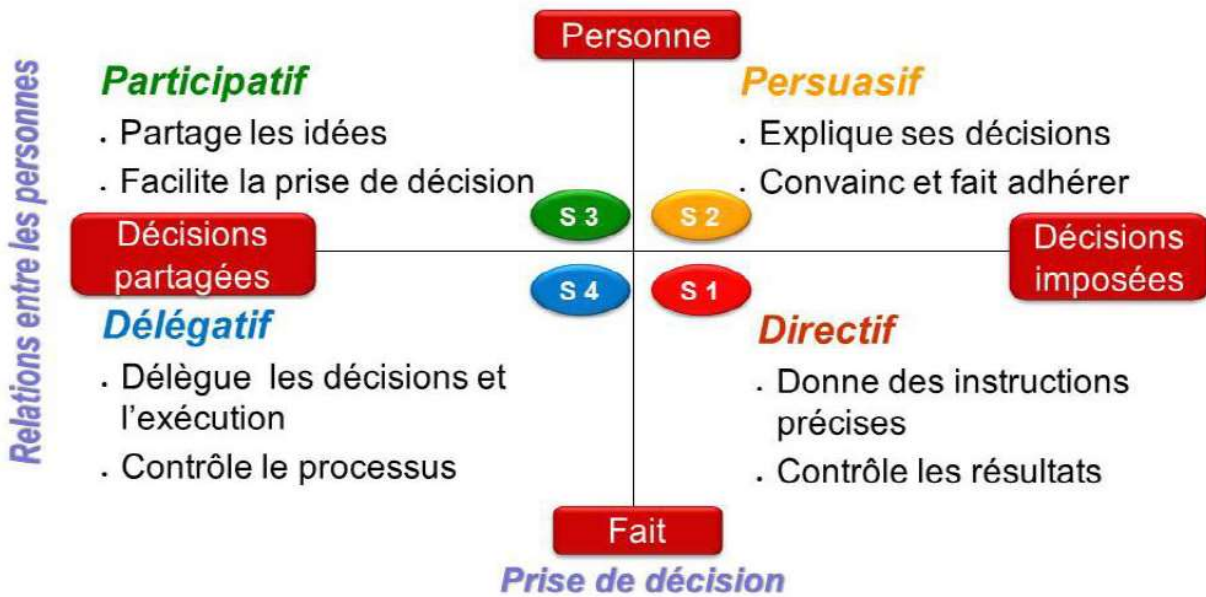 Personne
Relations entre les personnes
Participatif
. Partage les idées
. Facilite la prise de décision
Persuasif
. Explique ses décisions
. Convainc et fait adhérer
S 3
S 2
Décisions
partagées
Décisions
imposées
S 4
S 1
Délégatif
. Délègue les décisions et
l'exécution
. Contrôle le processus
Directif
. Donne des instructions
précises
. Contrôle les résultats
Fait
Prise de décision